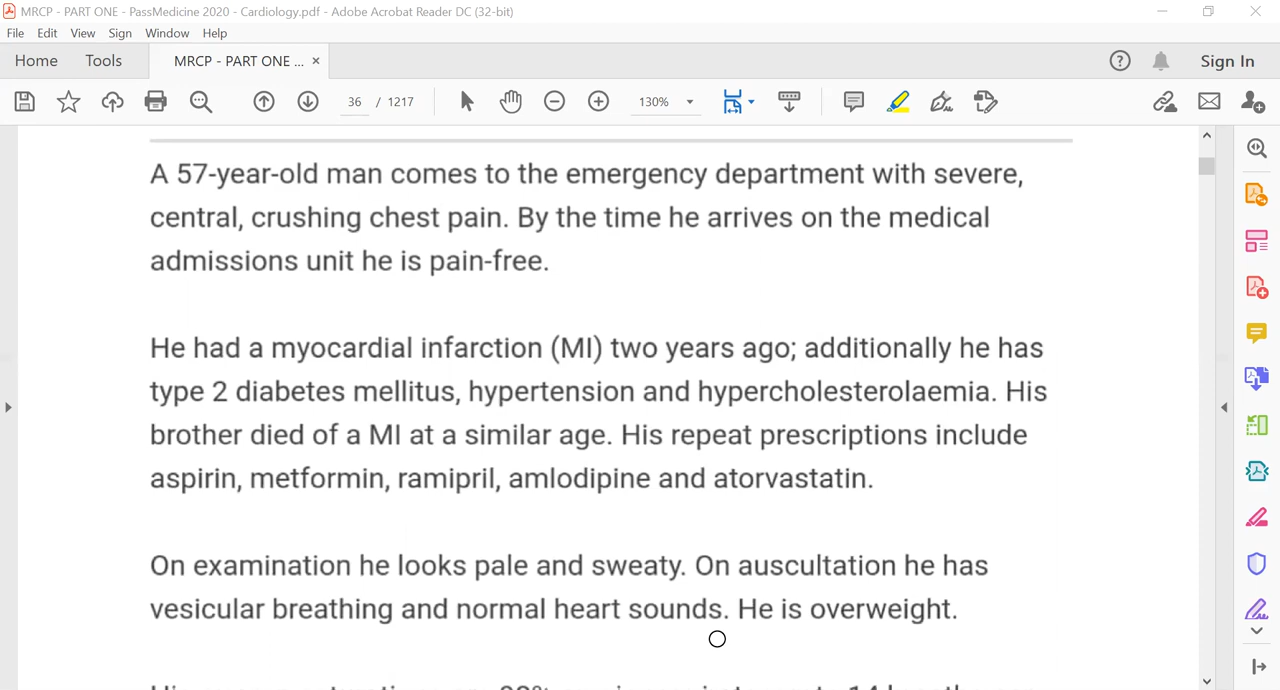 MRCP - PART ONE - PassMedicine 2020 - Cardiology.pdf - Adobe Acrobat Reader DC (32-bit)
File Edit View Sign Window Help
Home Tools MRCP - PART ONE ... × Sign In
36 / 1217 130%
A 57-year-old man comes to the emergency department with severe,
central, crushing chest pain. By the time he arrives on the medical
admissions unit he is pain-free.
He had a myocardial infarction (MI) two years ago; additionally he has
type 2 diabetes mellitus, hypertension and hypercholesterolaemia. His
brother died of a MI at a similar age. His repeat prescriptions include
aspirin, metformin, ramipril, amlodipine and atorvastatin.
On examination he looks pale and sweaty. On auscultation he has
vesicular breathing and normal heart sounds. He is overweight.